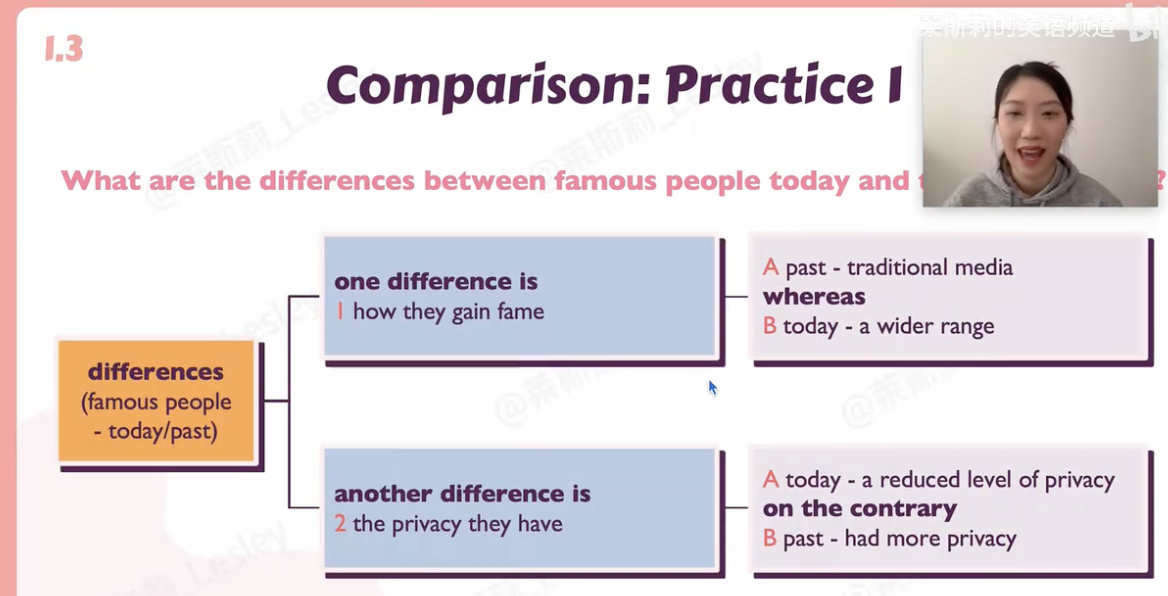 1.3
莱斯莉的英语频道
Comparison: Practice 1
What are the differences between famous people today and
?
one difference is
1 how they gain fame
A past - traditional media
whereas
B today - a wider range
differences
(famous people
- today/past)
another difference is
2 the privacy they have
A today - a reduced level of privacy
on the contrary
B past - had more privacy
@莱斯莉_Lesley